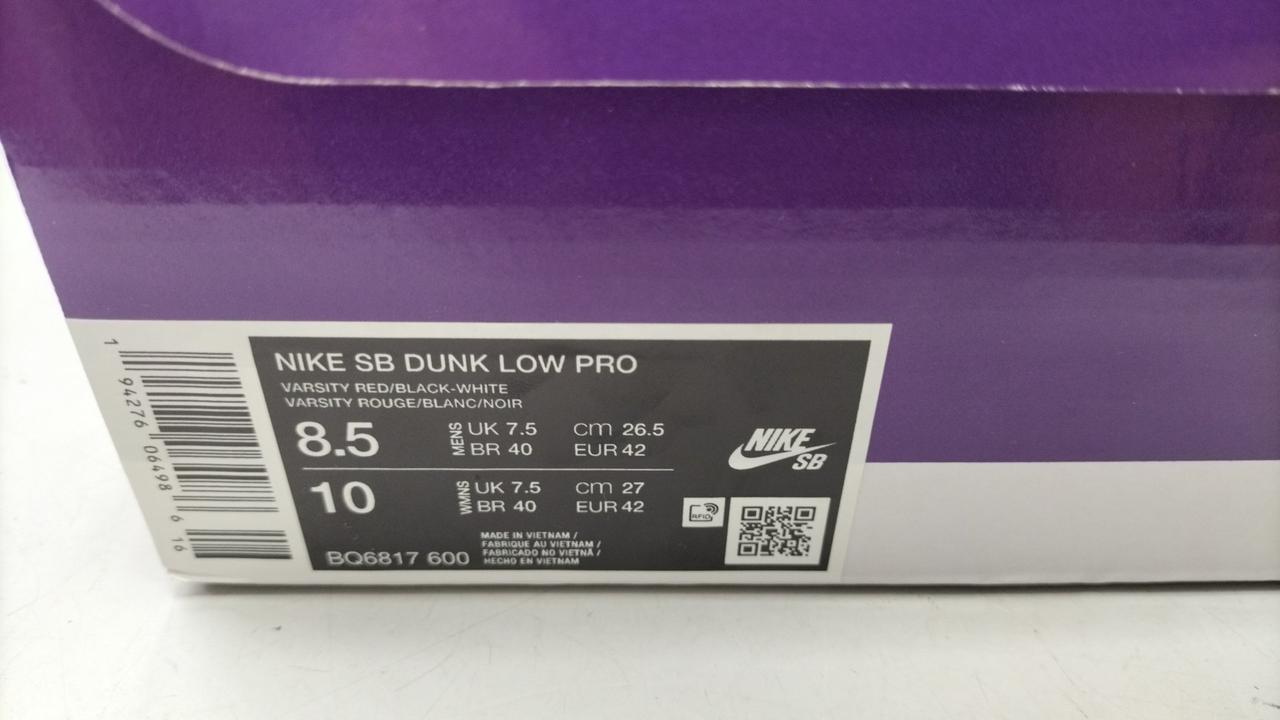 NIKE SB DUNK LOW PRO
VARSITY RED/BLACK-WHITE
VARSITY ROUGE/BLANC/NOIR
8.5 MENS UK 7.5 cm 26.5
BR 40 EUR 42
10 WMNS UK 7.5 cm 27
BR 40 EUR 42
BQ6817 600
MADE IN VIETNAM /
FABRIQUE AU VIETNAM /
FABRICADO NO VIETNÃ /
HECHO EN VIETNAM
NIKE
SB
RFID
1 94276 06498 6 16